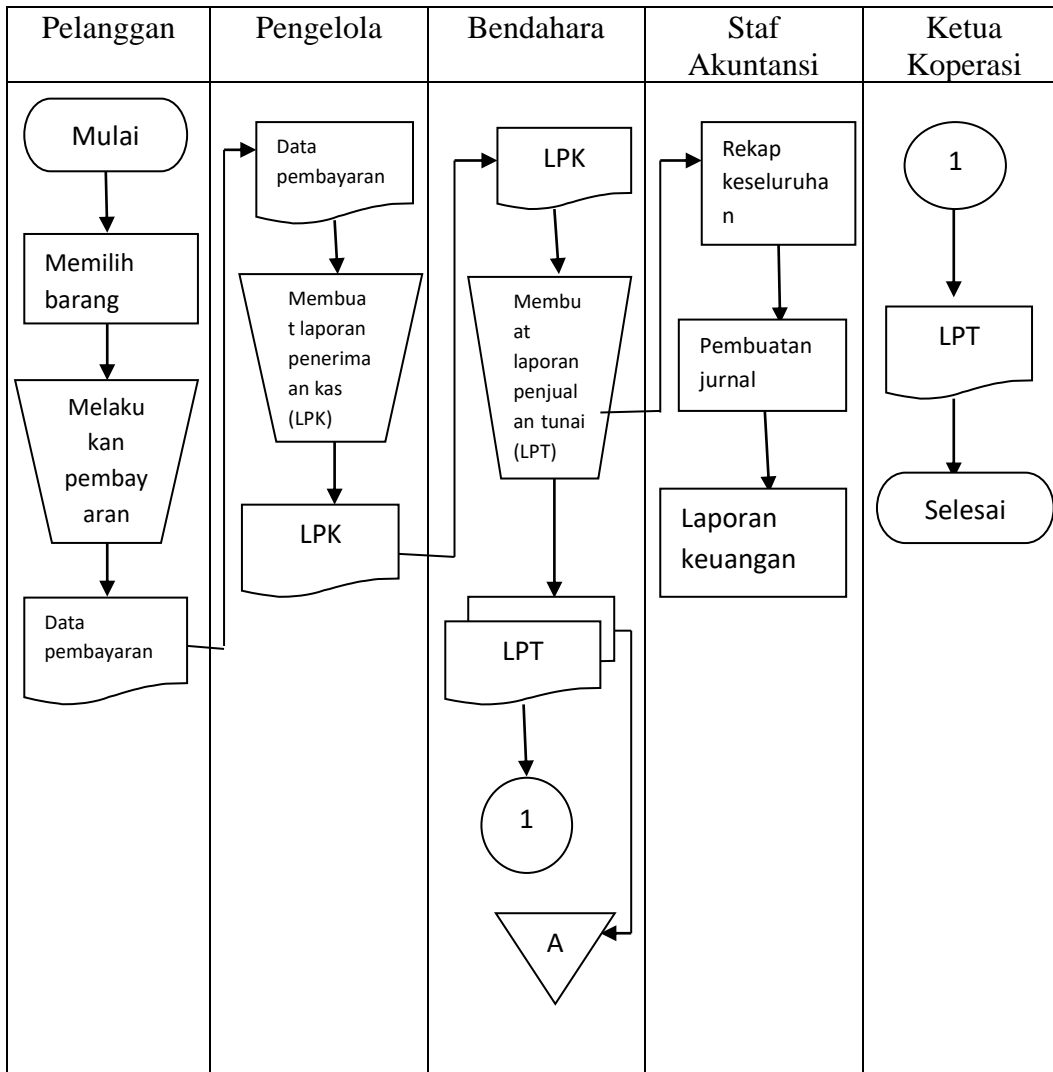 Pelanggan
Pengelola
Bendahara
Staf
Akuntansi
Ketua
Koperasi
Mulai
Memilih
barang
Melaku
kan
pembay
aran
Data
pembayaran
Data
pembayaran
Membua
t laporan
penerima
an kas
(LPK)
LPK
LPK
Membu
at
laporan
penjual
an tunai
(LPT)
LPT
1
A
Rekap
keseluruha
n
Pembuatan
jurnal
Laporan
keuangan
1
LPT
Selesai